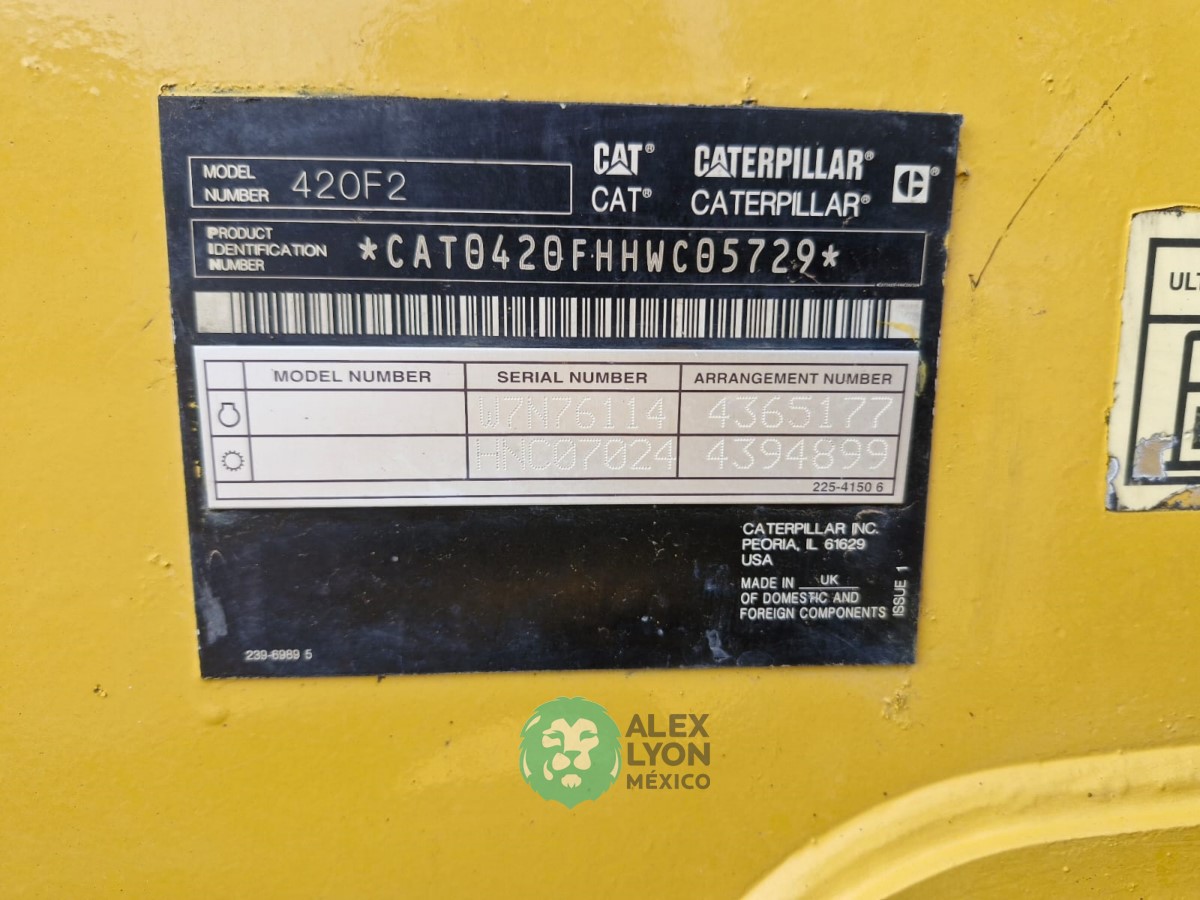 MODEL NUMBER 420F2
CAT® CATERPILLAR®
CAT® CATERPILLAR®
PRODUCT IDENTIFICATION NUMBER *CAT0420FHHWC05729*
MODEL NUMBER SERIAL NUMBER ARRANGEMENT NUMBER
W7N76114 4365177
HNC07024 4394899
225-4150 6
CATERPILLAR INC.
PEORIA, IL 61629
USA
MADE IN UK
OF DOMESTIC AND
FOREIGN COMPONENTS
ISSUE 1
239-6989 5
ALEX
LYON
MÉXICO